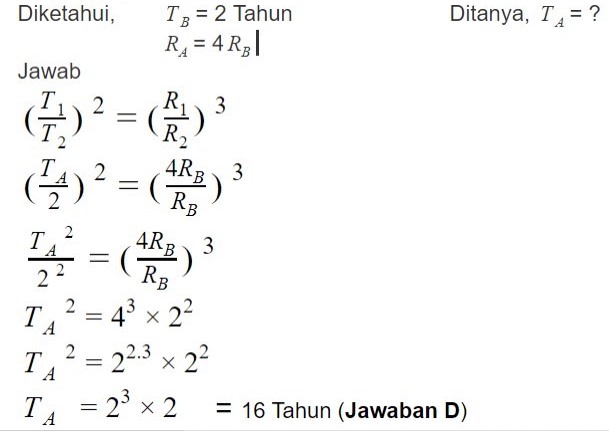 Diketahui, T_B = 2 Tahun Ditanya, T_A = ?
R_A = 4 R_B|
Jawab
(T_1/T_2)^2 = (R_1/R_2)^3
(T_A/2)^2 = (4R_B/R_B)^3
T_A^2/2^2 = (4R_B/R_B)^3
T_A^2 = 4^3 × 2^2
T_A^2 = 2^2.3 × 2^2
T_A = 2^3 × 2 = 16 Tahun (Jawaban D)